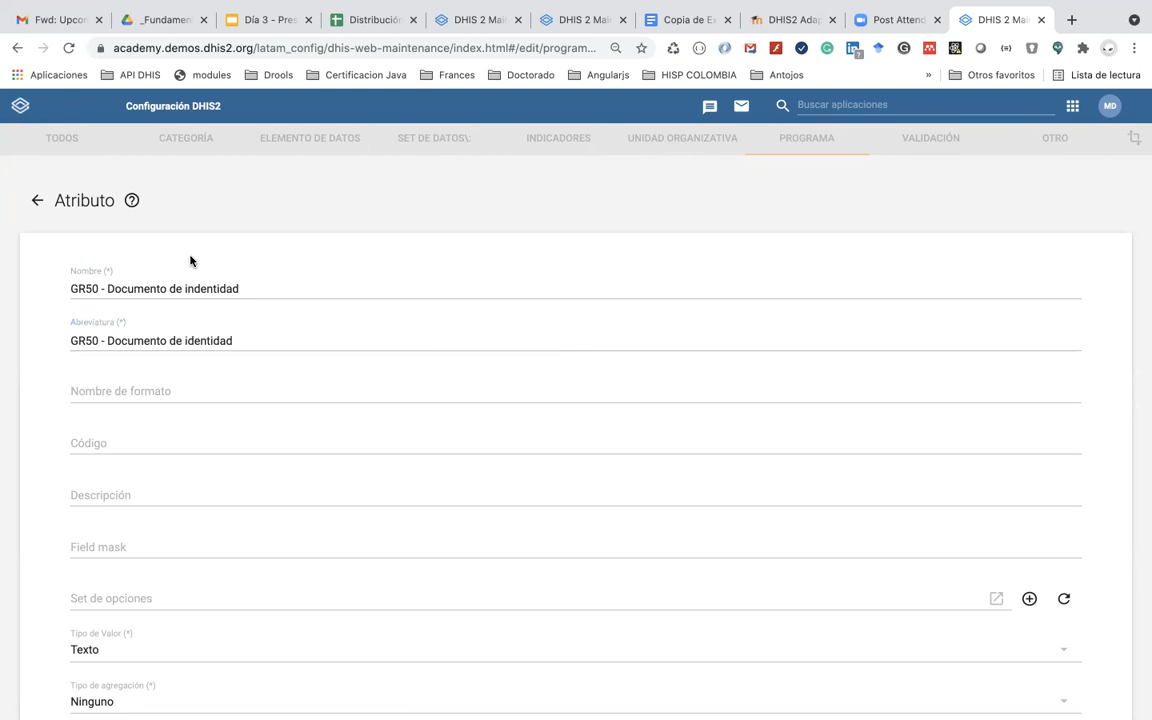 Fwd: Upcon
_Fundamen
Día 3 - Pres
Distribución
DHIS 2 Mai
DHIS 2 Mai
Copia de Ex
DHIS2 Adap
Post Attend
DHIS 2 Mai
academy.demos.dhis2.org/latam_config/dhis-web-maintenance/index.html#/edit/program...
7
Aplicaciones
API DHIS
modules
Drools
Certificacion Java
Frances
Doctorado
Angularjs
HISP COLOMBIA
Antojos
»
Otros favoritos
Lista de lectura
Configuración DHIS2
Buscar aplicaciones
MD
TODOS
CATEGORÍA
ELEMENTO DE DATOS
SET DE DATOS\;
INDICADORES
UNIDAD ORGANIZATIVA
PROGRAMA
VALIDACIÓN
OTRO
Atributo
Nombre (*)
GR50 - Documento de indentidad
Abreviatura (*)
GR50 - Documento de identidad
Nombre de formato
Código
Descripción
Field mask
Set de opciones
Tipo de Valor (*)
Texto
Tipo de agregación (*)
Ninguno